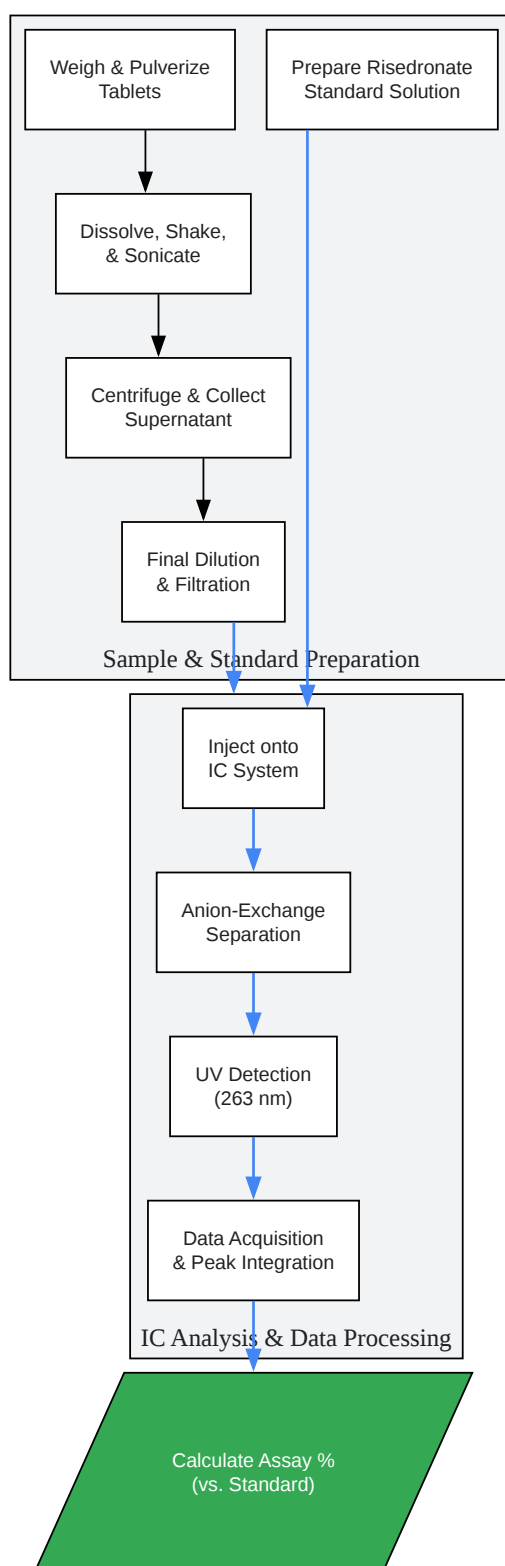 Weigh & Pulverize
Tablets
Prepare Risedronate
Standard Solution
Dissolve, Shake,
& Sonicate
Centrifuge & Collect
Supernatant
Final Dilution
& Filtration
Sample & Standard Preparation
Inject onto
IC System
Anion-Exchange
Separation
UV Detection
(263 nm)
Data Acquisition
& Peak Integration
IC Analysis & Data Processing
Calculate Assay %
(vs. Standard)